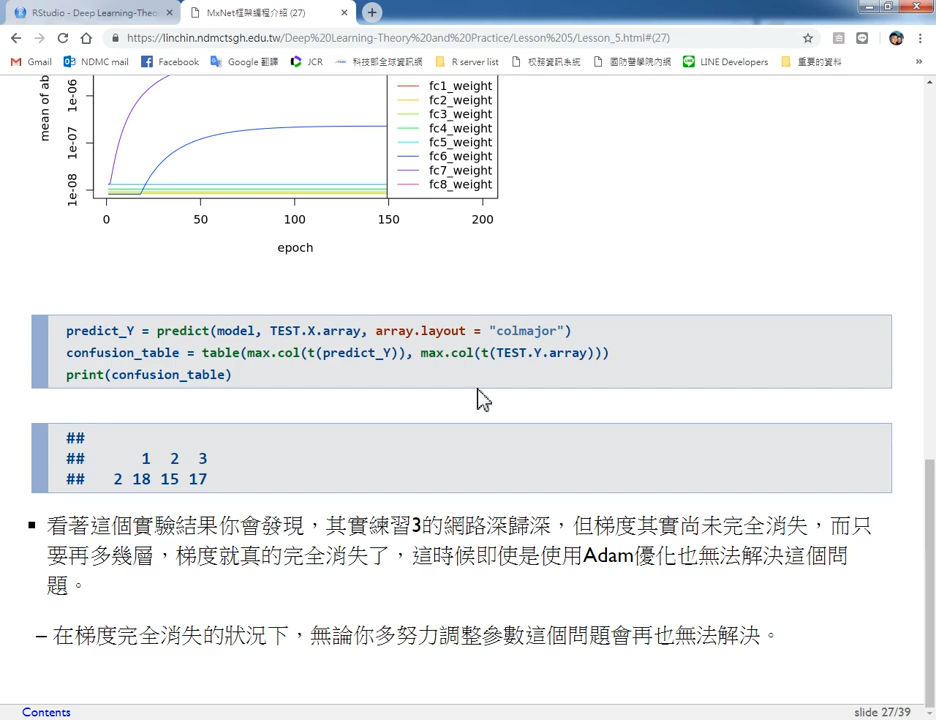 RStudio - Deep Learning-Theo
MxNet框架編程介紹 (27)
https://linchin.ndmctsgh.edu.tw/Deep%20Learning-Theory%20and%20Practice/Lesson%205/Lesson_5.html#(27)
Gmail
NDMC mail
Facebook
Google 翻譯
JCR
科技部全球資訊網
R server list
校務資訊系統
國防醫學院內網
LINE Developers
重要的資料
»
mean of ab
1e-06
1e-07
1e-08
fc1_weight
fc2_weight
fc3_weight
fc4_weight
fc5_weight
fc6_weight
fc7_weight
fc8_weight
0 50 100 150 200
epoch
predict_Y = predict(model, TEST.X.array, array.layout = "colmajor")
confusion_table = table(max.col(t(predict_Y)), max.col(t(TEST.Y.array)))
print(confusion_table)
##
## 1 2 3
## 2 18 15 17
看著這個實驗結果你會發現，其實練習3的網路深歸深，但梯度其實尚未完全消失，而只
要再多幾層，梯度就真的完全消失了，這時候即使是使用Adam優化也無法解決這個問
題。
– 在梯度完全消失的狀況下，無論你多努力調整參數這個問題會再也無法解決。
Contents
slide 27/39